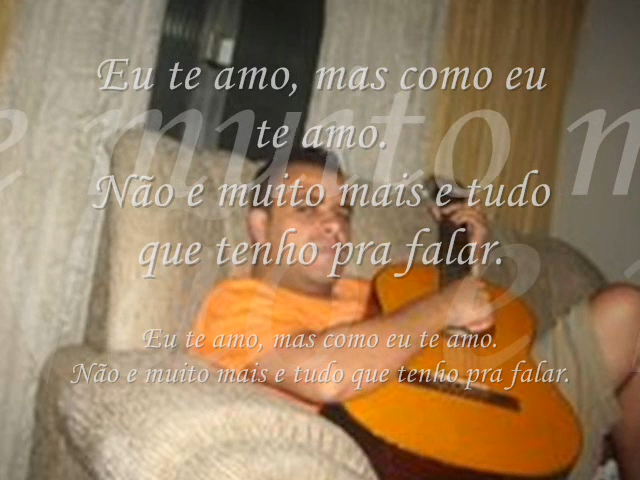 Eu te amo, mas como eu
te amo.
Não e muito mais e tudo
que tenho pra falar.
Eu te amo, mas como eu te amo.
Não e muito mais e tudo que tenho pra falar.